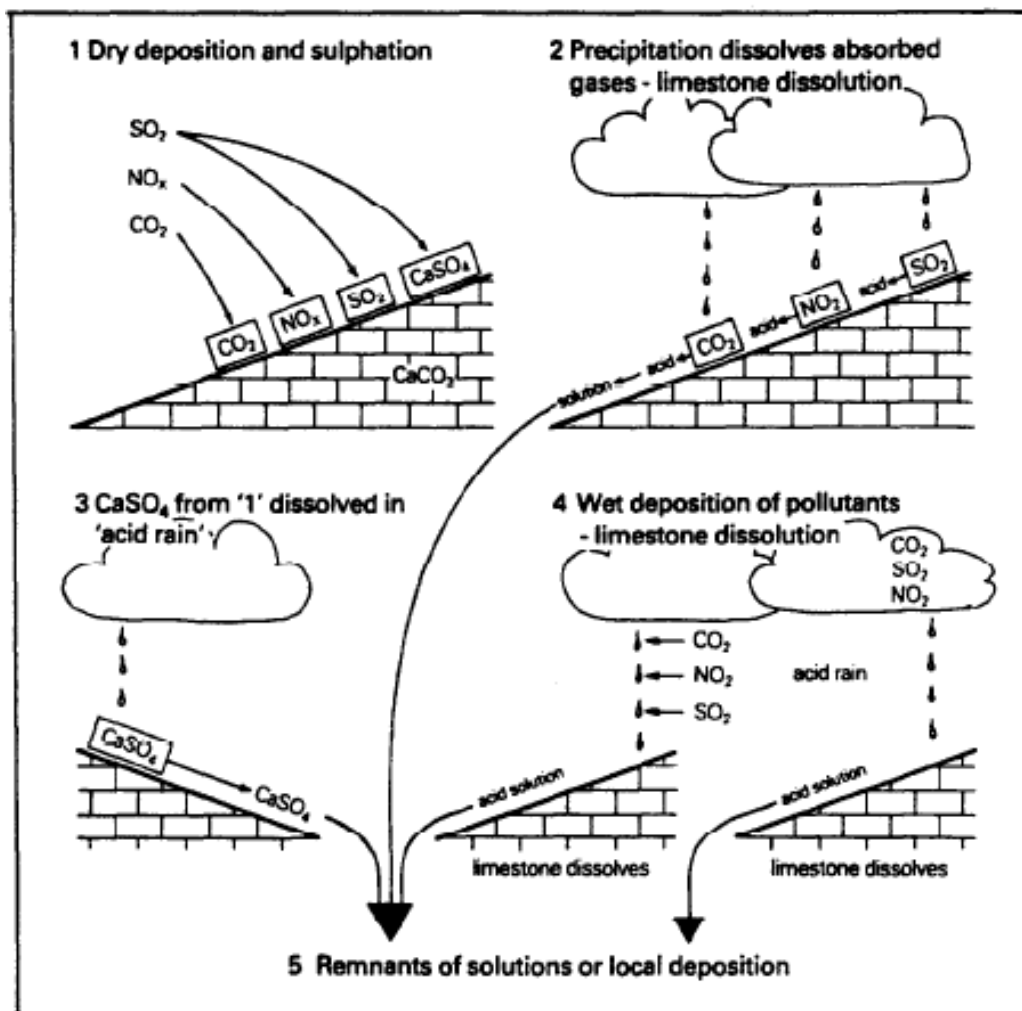 1 Dry deposition and sulphation
SO₂
NOₓ
CO₂
CO₂
NOₓ
SO₂
CaSO₄
CaCO₂
2 Precipitation dissolves absorbed
gases - limestone dissolution
SO₂
acid
NO₂
acid
CO₂
acid
solution
3 CaSO₄ from '1' dissolved in
'acid rain'
CaSO₄
CaSO₄
4 Wet deposition of pollutants
- limestone dissolution
CO₂
SO₂
NO₂
CO₂
NO₂
SO₂
acid rain
acid solution
limestone dissolves
acid solution
limestone dissolves
5 Remnants of solutions or local deposition